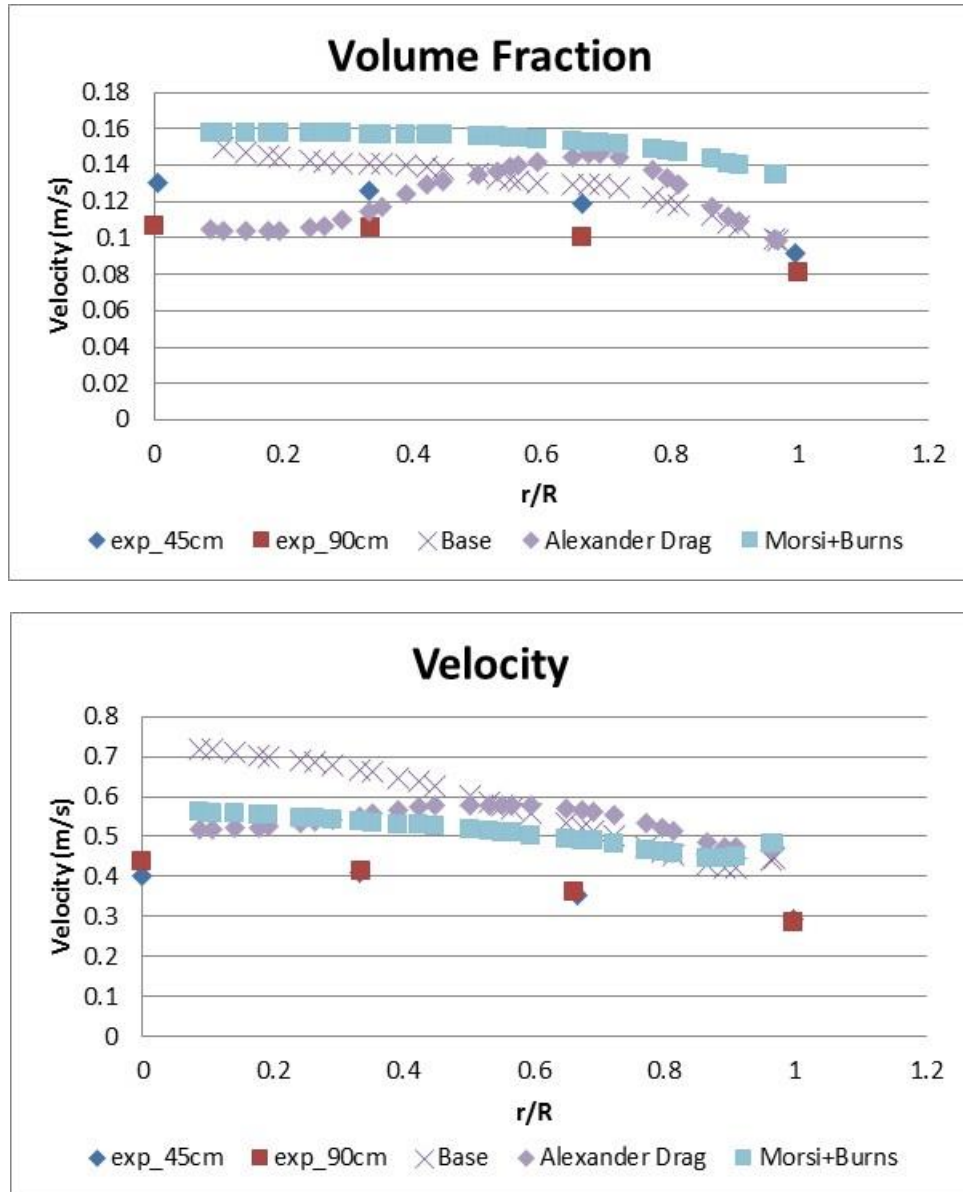 Volume Fraction
Velocity (m/s)
0.18
0.16
0.14
0.12
0.1
0.08
0.06
0.04
0.02
0
0 0.2 0.4 0.6 0.8 1 1.2
r/R
exp_45cm exp_90cm Base Alexander Drag Morsi+Burns
Velocity
Velocity (m/s)
0.8
0.7
0.6
0.5
0.4
0.3
0.2
0.1
0
0 0.2 0.4 0.6 0.8 1 1.2
r/R
exp_45cm exp_90cm Base Alexander Drag Morsi+Burns